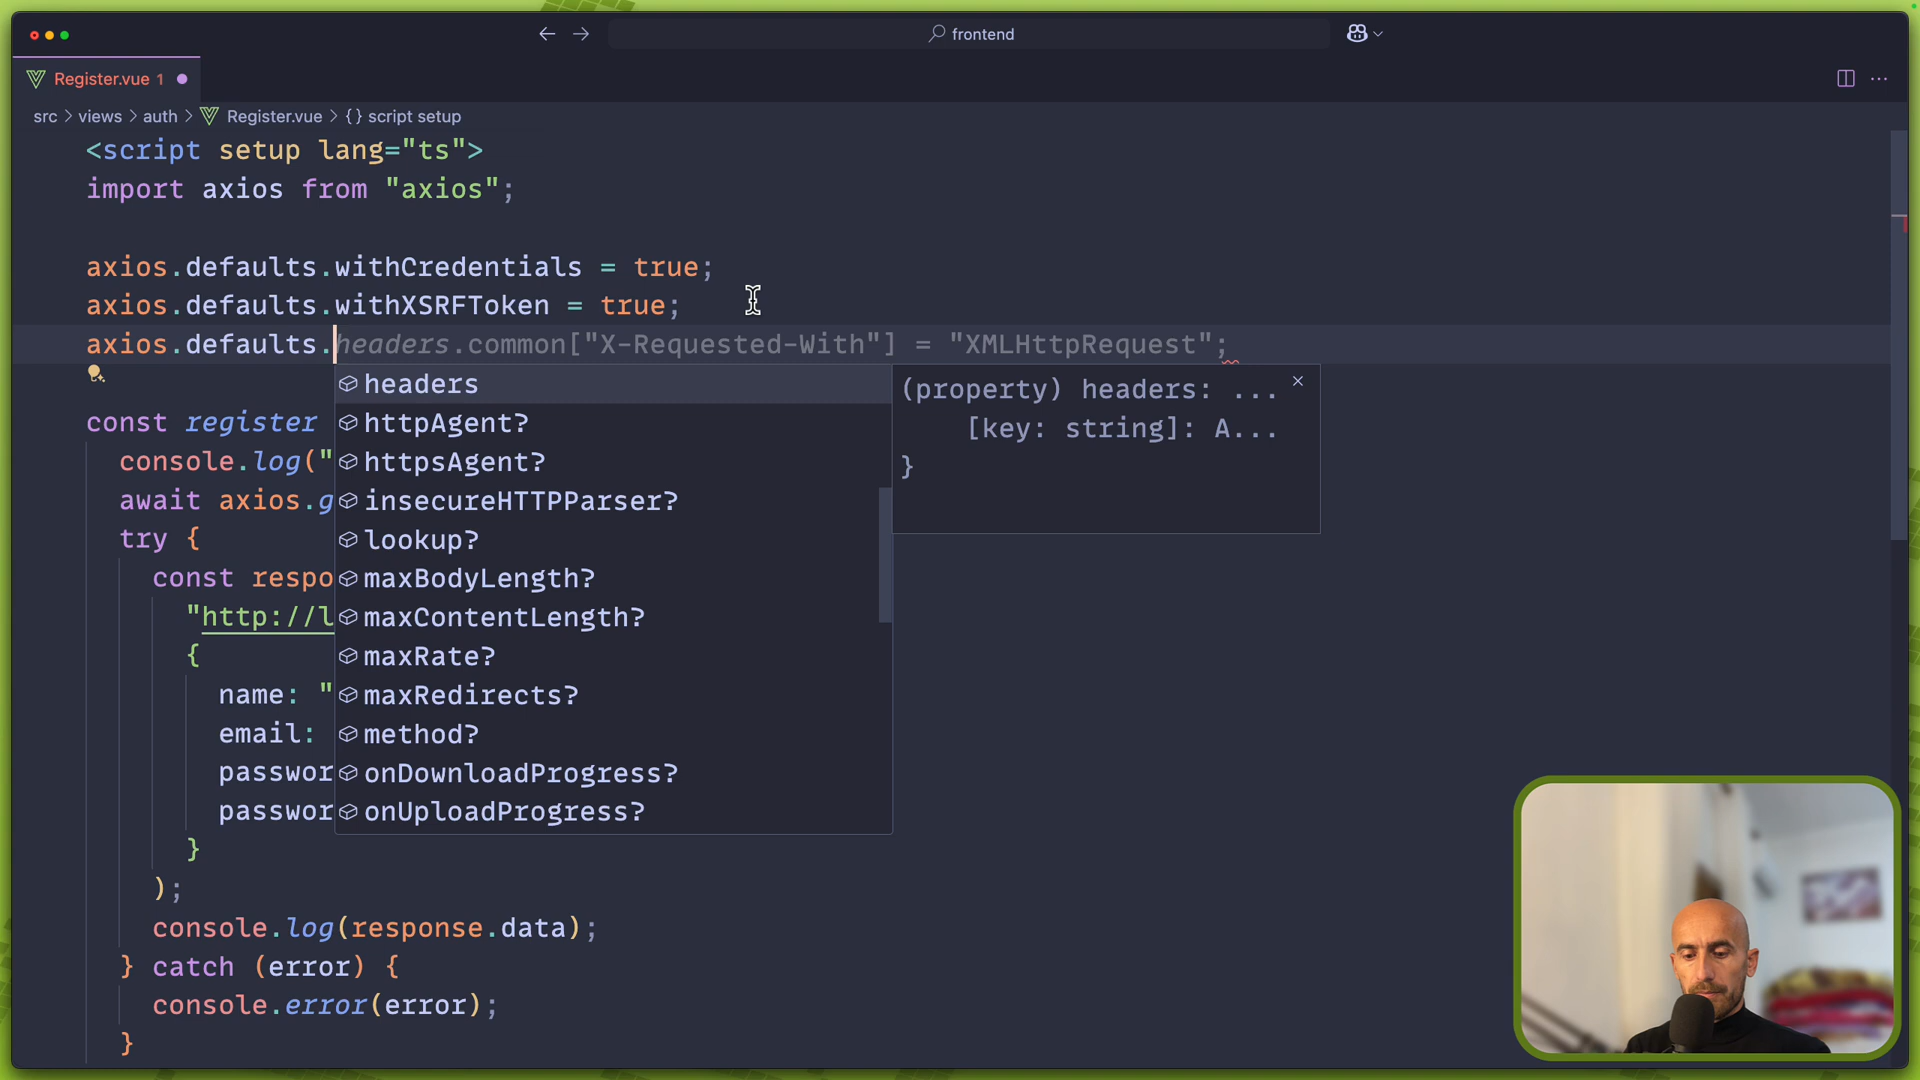 frontend
Register.vue 1
src > views > auth > Register.vue > {} script setup
<script setup lang="ts">
import axios from "axios";
axios.defaults.withCredentials = true;
axios.defaults.withXSRFToken = true;
axios.defaults.headers.common["X-Requested-With"] = "XMLHttpRequest";
headers
(property) headers: ...
httpAgent?
[key: string]: A...
const register
console.log("
httpsAgent?
}
await axios.g
insecureHTTPParser?
try {
lookup?
const respo
maxBodyLength?
"http://l
maxContentLength?
{
maxRate?
name: "
maxRedirects?
email:
method?
passwor
onDownloadProgress?
passwor
onUploadProgress?
}
);
console.log(response.data);
} catch (error) {
console.error(error);
}